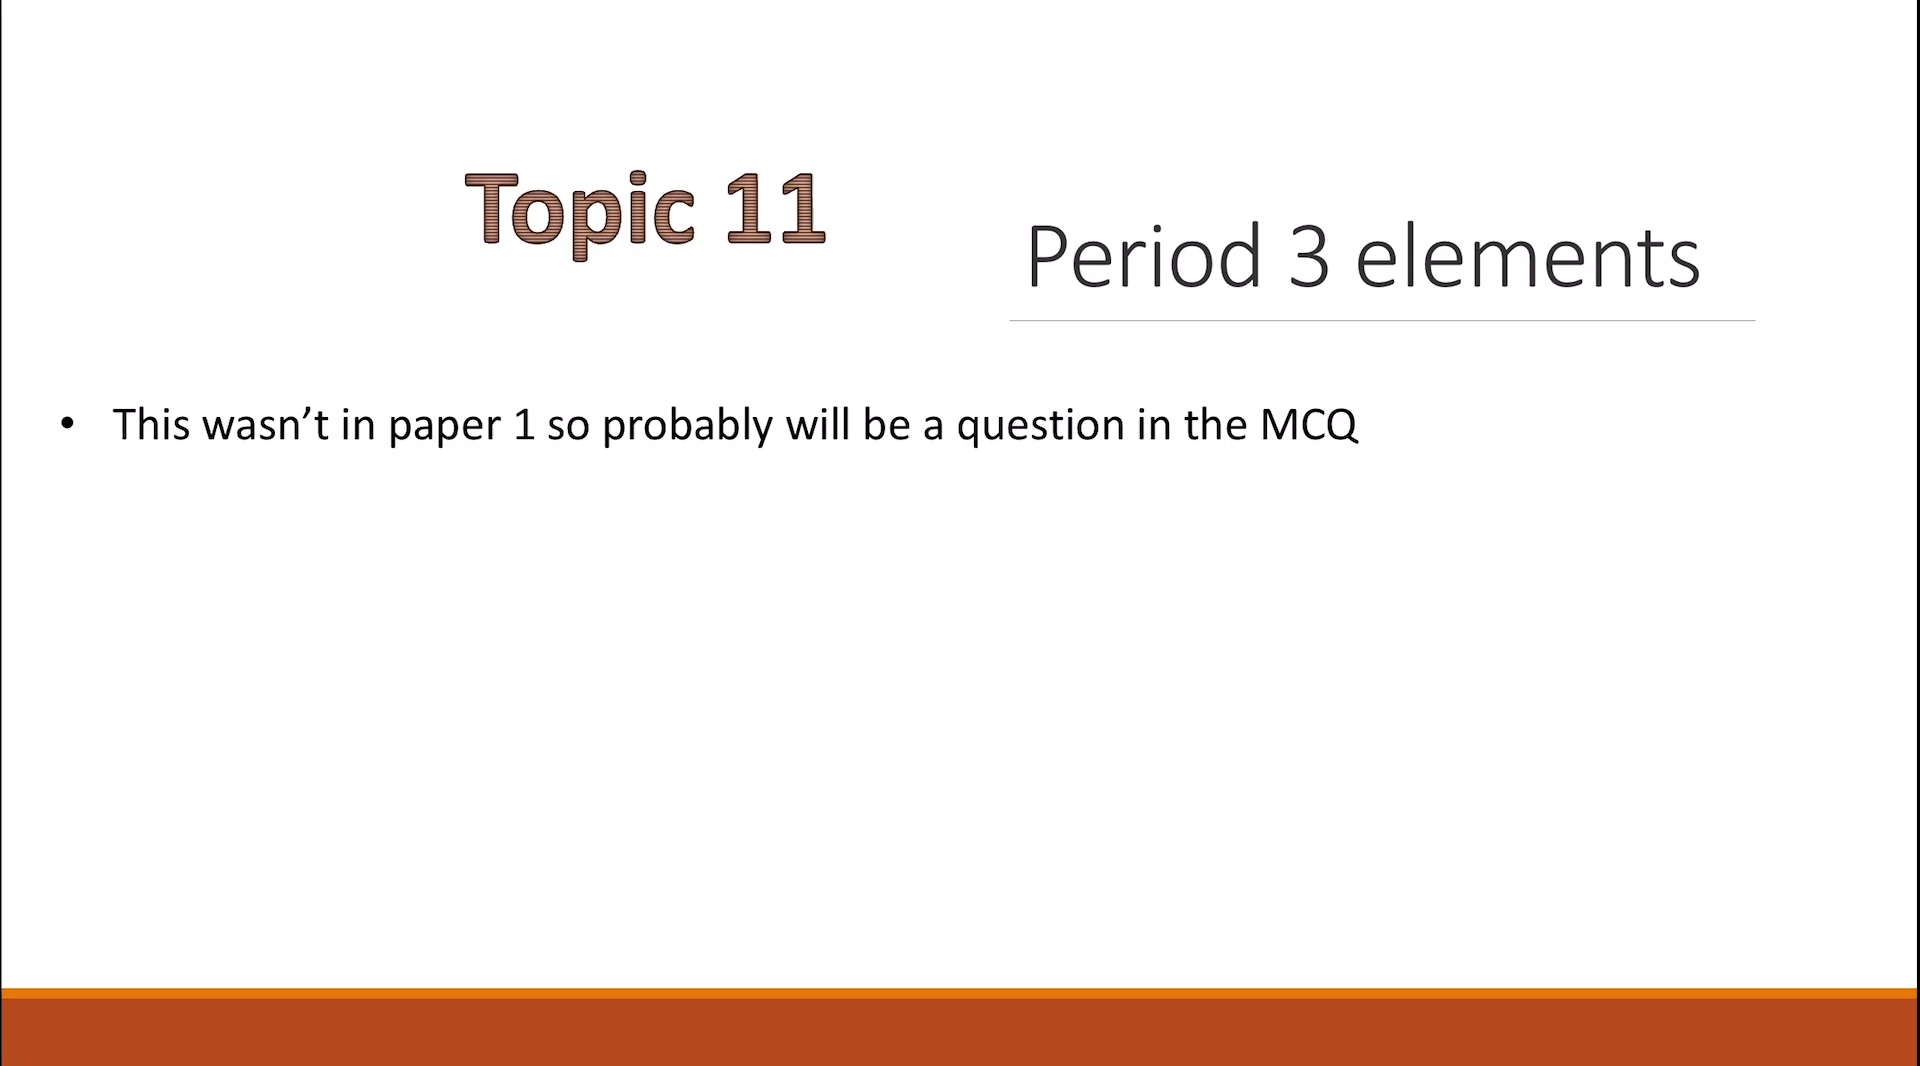 Topic 11
Period 3 elements
• This wasn’t in paper 1 so probably will be a question in the MCQ